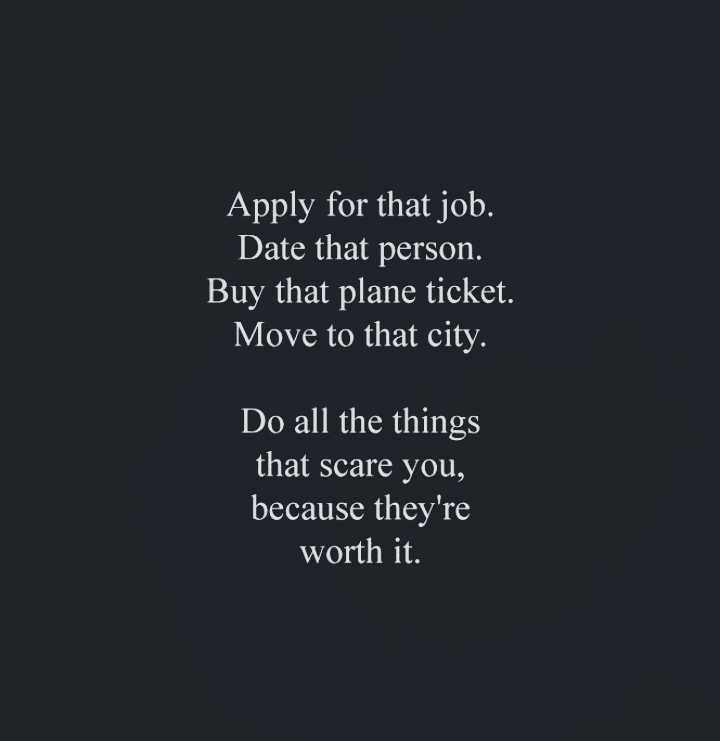 Apply for that job.
Date that person.
Buy that plane ticket.
Move to that city.
Do all the things
that scare you,
because they're
worth it.